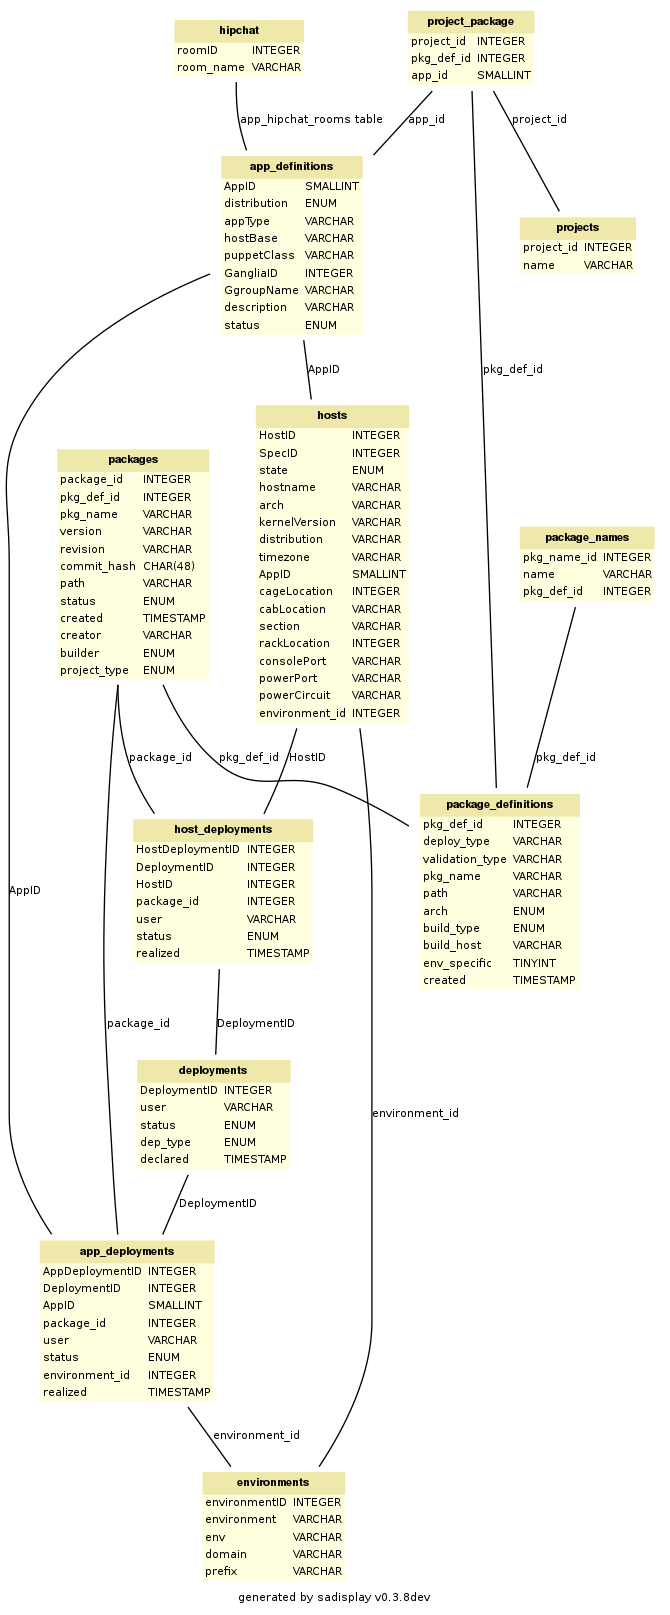 hipchat
roomID INTEGER
room_name VARCHAR
project_package
project_id INTEGER
pkg_def_id INTEGER
app_id SMALLINT
app_hipchat_rooms table
app_id
project_id
app_definitions
AppID SMALLINT
distribution ENUM
appType VARCHAR
hostBase VARCHAR
puppetClass VARCHAR
GangliaID INTEGER
GgroupName VARCHAR
description VARCHAR
status ENUM
projects
project_id INTEGER
name VARCHAR
AppID
pkg_def_id
hosts
HostID INTEGER
SpecID INTEGER
state ENUM
hostname VARCHAR
arch VARCHAR
kernelVersion VARCHAR
distribution VARCHAR
timezone VARCHAR
AppID SMALLINT
cageLocation INTEGER
cabLocation VARCHAR
section VARCHAR
rackLocation INTEGER
consolePort VARCHAR
powerPort VARCHAR
powerCircuit VARCHAR
environment_id INTEGER
packages
package_id INTEGER
pkg_def_id INTEGER
pkg_name VARCHAR
version VARCHAR
revision VARCHAR
commit_hash CHAR(48)
path VARCHAR
status ENUM
created TIMESTAMP
creator VARCHAR
builder ENUM
project_type ENUM
package_names
pkg_name_id INTEGER
name VARCHAR
pkg_def_id INTEGER
package_id
pkg_def_id
HostID
pkg_def_id
package_definitions
pkg_def_id INTEGER
deploy_type VARCHAR
validation_type VARCHAR
pkg_name VARCHAR
path VARCHAR
arch ENUM
build_type ENUM
build_host VARCHAR
env_specific TINYINT
created TIMESTAMP
host_deployments
HostDeploymentID INTEGER
DeploymentID INTEGER
HostID INTEGER
package_id INTEGER
user VARCHAR
status ENUM
realized TIMESTAMP
AppID
package_id
DeploymentID
deployments
DeploymentID INTEGER
user VARCHAR
status ENUM
dep_type ENUM
declared TIMESTAMP
environment_id
DeploymentID
app_deployments
AppDeploymentID INTEGER
DeploymentID INTEGER
AppID SMALLINT
package_id INTEGER
user VARCHAR
status ENUM
environment_id INTEGER
realized TIMESTAMP
environment_id
environments
environmentID INTEGER
environment VARCHAR
env VARCHAR
domain VARCHAR
prefix VARCHAR
generated by sadisplay v0.3.8dev